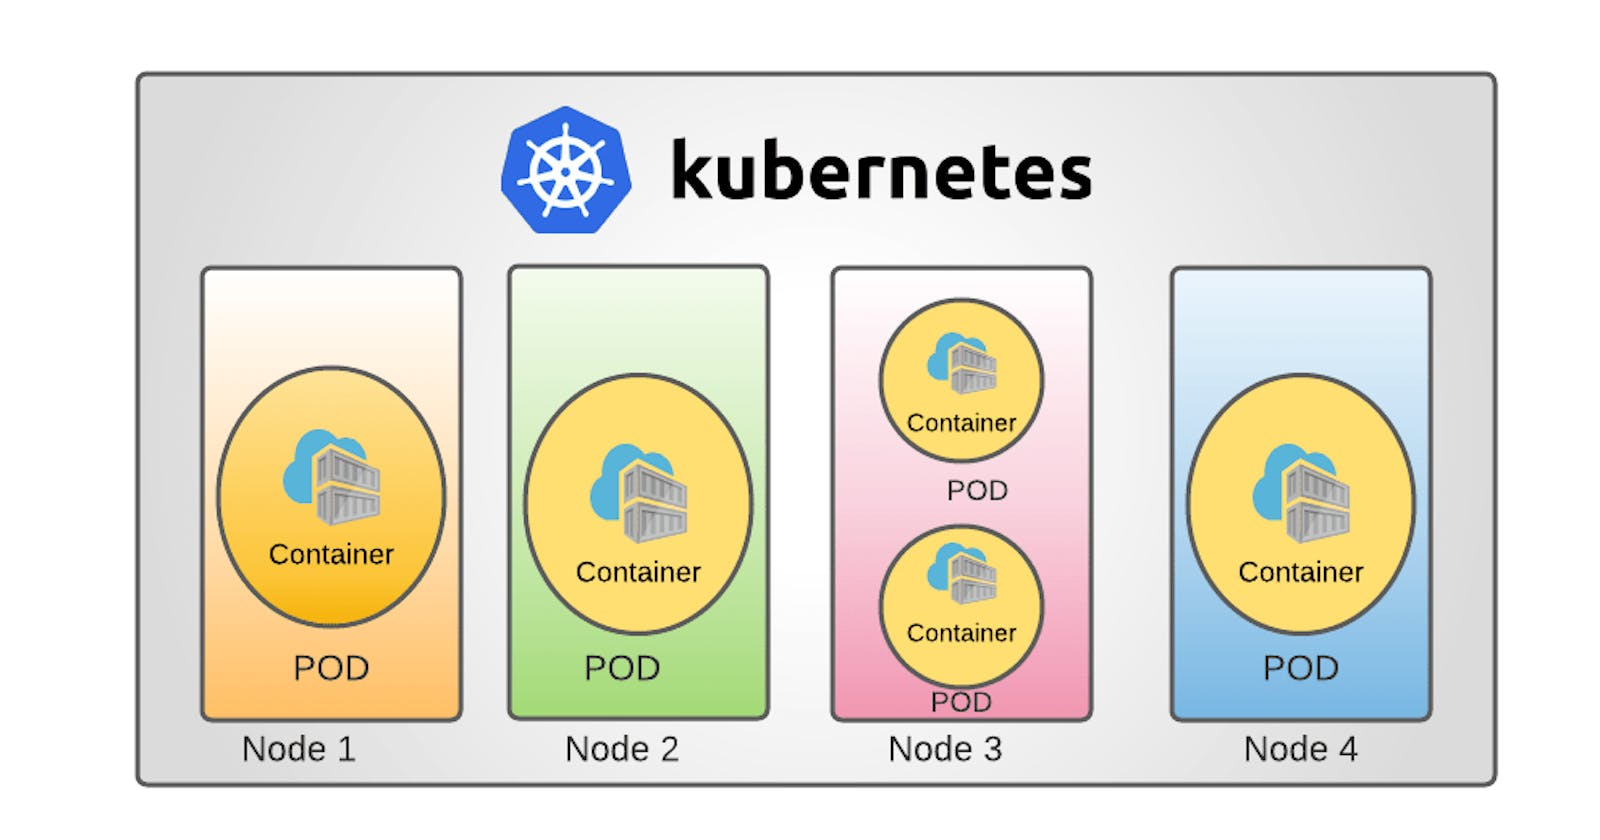 kubernetes
Container
POD
Node 1
Container
POD
Node 2
Container
POD
Container
POD
Node 3
Container
POD
Node 4